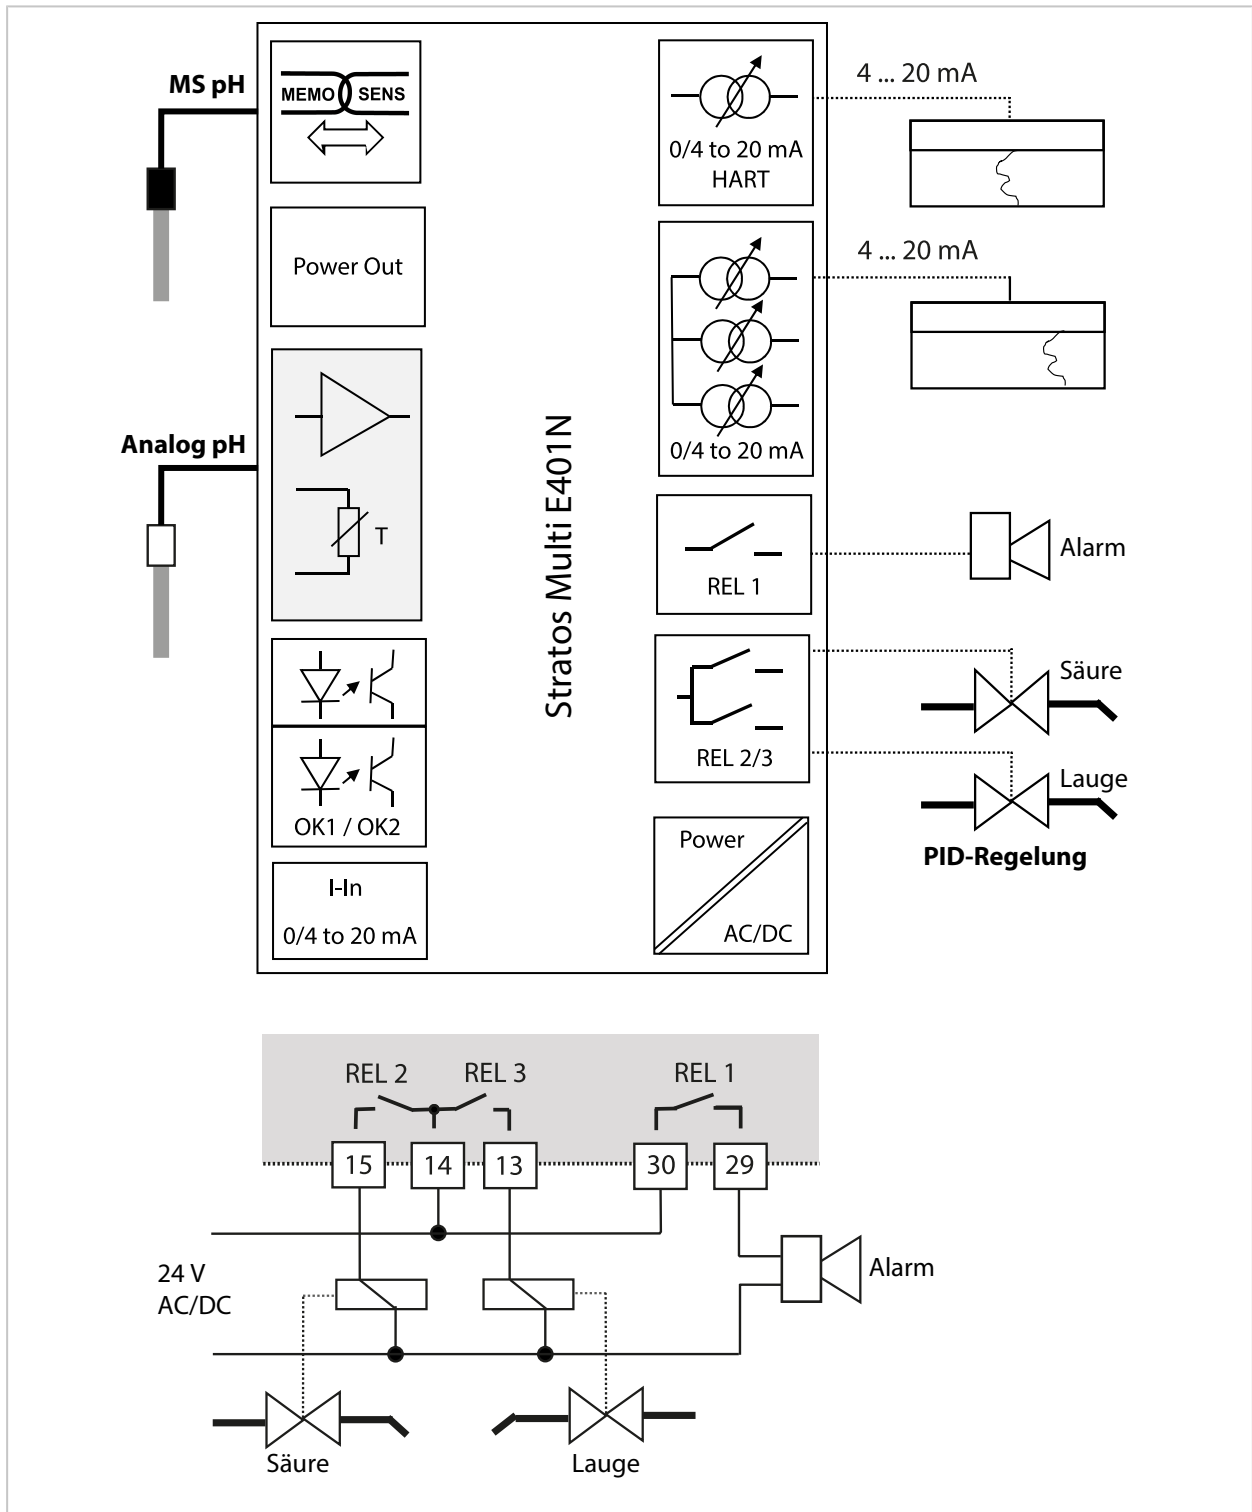 MS pH
MEMO SENS
Power Out
Analog pH
T
OK1 / OK2
I-In
0/4 to 20 mA
Stratos Multi E401N
0/4 to 20 mA
HART
4 ... 20 mA
0/4 to 20 mA
4 ... 20 mA
REL 1
Alarm
REL 2/3
Säure
Lauge
PID-Regelung
Power
AC/DC
REL 2
REL 3
REL 1
15
14
13
30
29
24 V
AC/DC
Alarm
Säure
Lauge